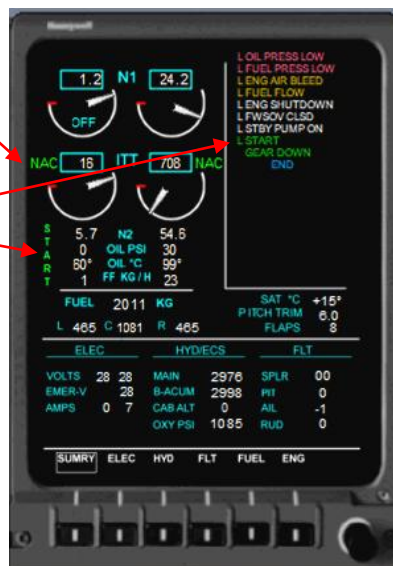 Honeywell
1.2 N1 24.2
OFF
NAC 16 ITT 708 NAC
START
5.7 N2 54.6
0 OIL PSI 30
60° OIL °C 99°
1 FF KG/H 23
FUEL 2011 KG
L 465 C 1081 R 465
L OIL PRESS LOW
L FUEL PRESS LOW
L ENG AIR BLEED
L FUEL FLOW
L ENG SHUTDOWN
L FWSOV CLSD
L STBY PUMP ON
L START
GEAR DOWN
END
SAT °C +15°
PITCH TRIM 6.0
FLAPS 8
ELEC HYD/ECS FLT
VOLTS 28 28 MAIN 2976 SPLR 00
EMER-V 28 B-ACUM 2998 PIT 0
AMPS 0 7 CAB ALT 0 AIL -1
OXY PSI 1085 RUD 0
SUMRY ELEC HYD FLT FUEL ENG